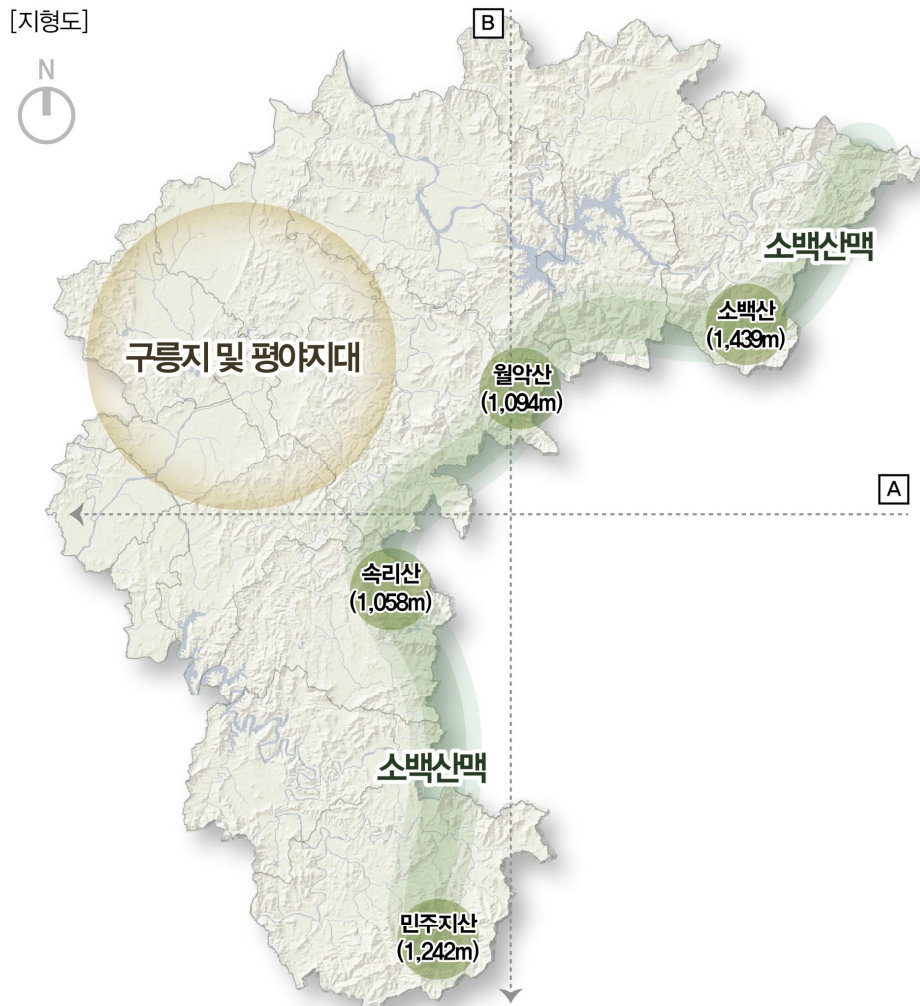 [지형도]
B
N
소백산맥
소백산
(1,439m)
구릉지 및 평야지대
월악산
(1,094m)
A
속리산
(1,058m)
소백산맥
민주지산
(1,242m)